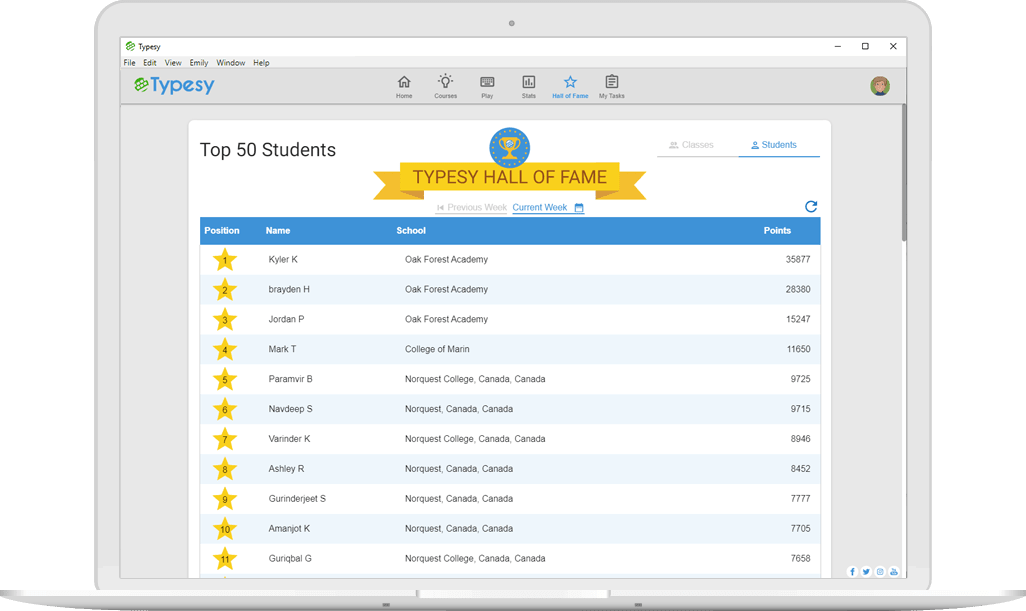 Typesy
File Edit View Emily Window Help
Typesy
Home Courses Play Stats Hall of Fame My Tasks
Top 50 Students
TYPESY HALL OF FAME
Classes Students
Previous Week Current Week
Position Name School Points
1 Kyler K Oak Forest Academy 35877
2 brayden H Oak Forest Academy 28380
3 Jordan P Oak Forest Academy 15247
4 Mark T College of Marin 11650
5 Paramvir B Norquest College, Canada, Canada 9725
6 Navdeep S Norquest, Canada, Canada 9715
7 Varinder K Norquest College, Canada, Canada 8946
8 Ashley R Norquest, Canada, Canada 8452
9 Gurinderjeet S Norquest, Canada, Canada 7777
10 Amanjot K Norquest, Canada, Canada 7705
11 Guriqbal G Norquest College, Canada, Canada 7658